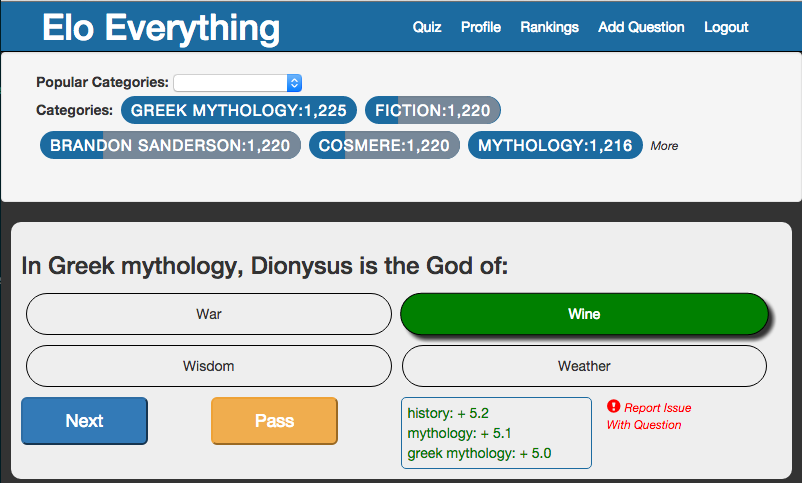 Elo Everything
Quiz Profile Rankings Add Question Logout
Popular Categories:
Categories: GREEK MYTHOLOGY:1,225 FICTION:1,220
BRANDON SANDERSON:1,220 COSMERE:1,220 MYTHOLOGY:1,216 More
In Greek mythology, Dionysus is the God of:
War Wine
Wisdom Weather
Next Pass
history: + 5.2
mythology: + 5.1
greek mythology: + 5.0
Report Issue
With Question